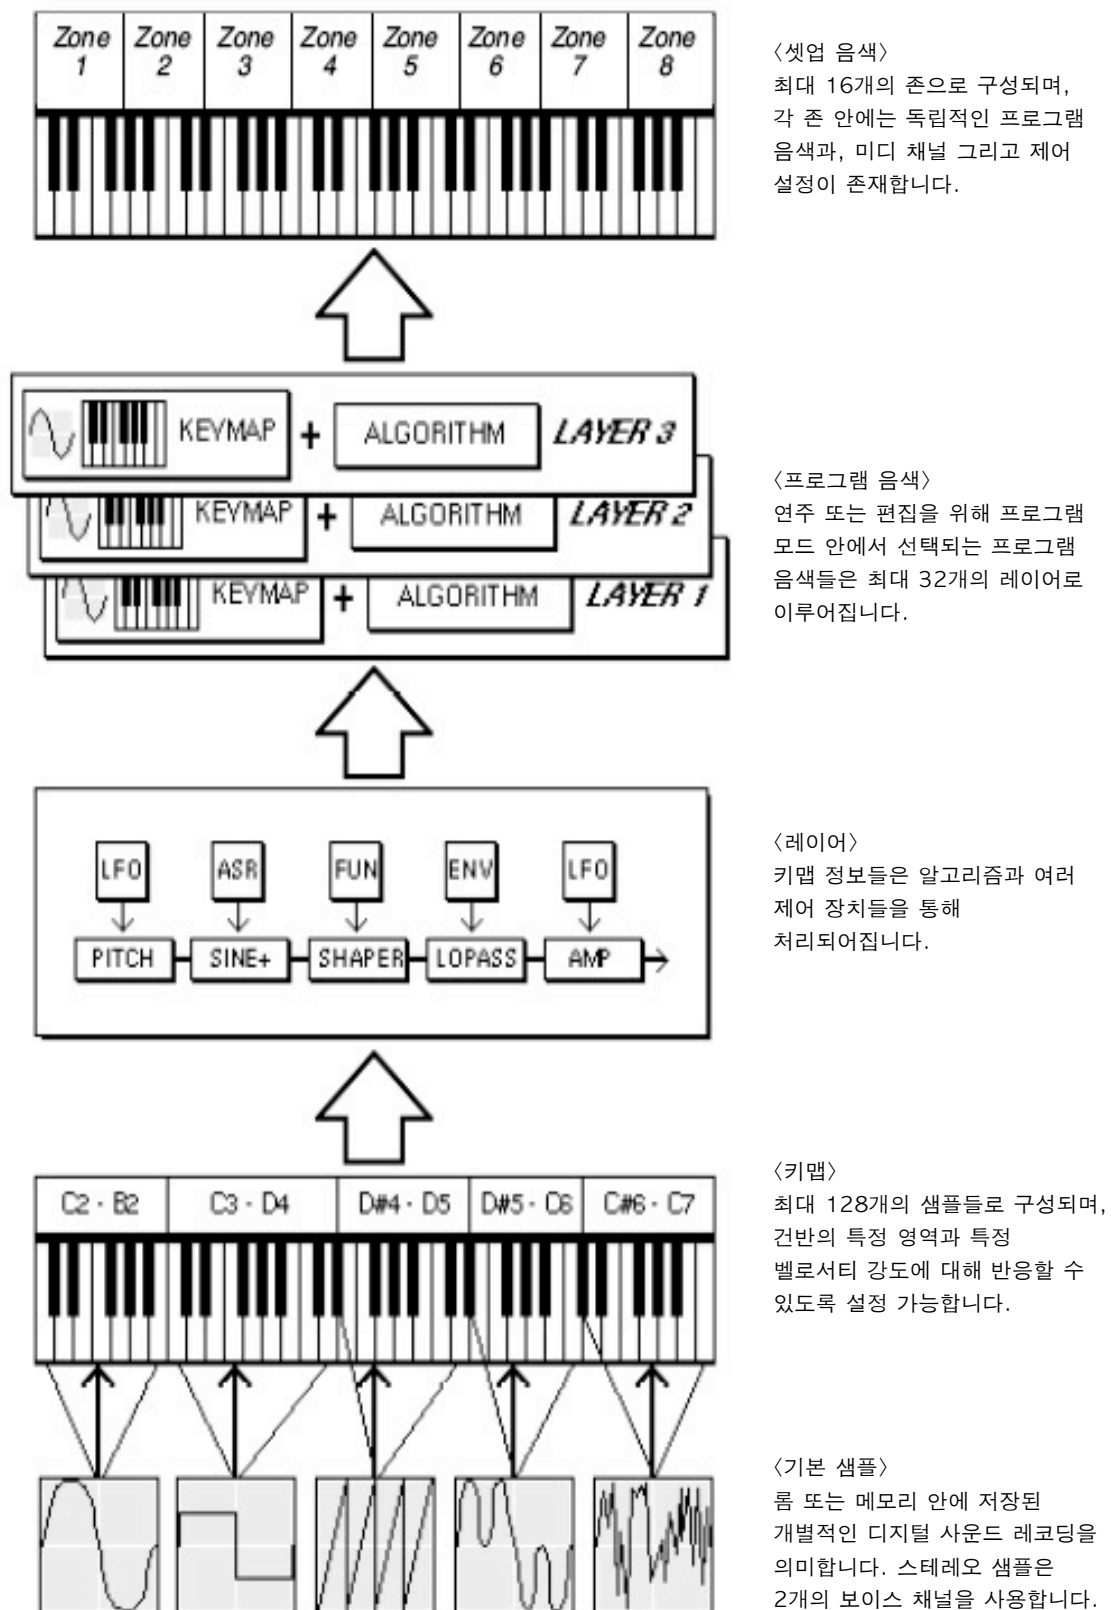 Zone 1
Zone 2
Zone 3
Zone 4
Zone 5
Zone 6
Zone 7
Zone 8
〈셋업 음색〉
최대 16개의 존으로 구성되며,
각 존 안에는 독립적인 프로그램
음색과, 미디 채널 그리고 제어
설정이 존재합니다.
KEYMAP + ALGORITHM LAYER 3
KEYMAP + ALGORITHM LAYER 2
KEYMAP + ALGORITHM LAYER 1
〈프로그램 음색〉
연주 또는 편집을 위해 프로그램
모드 안에서 선택되는 프로그램
음색들은 최대 32개의 레이어로
이루어집니다.
LFO ASR FUN ENV LFO
PITCH SINE+ SHAPER LOPASS AMP
〈레이어〉
키맵 정보들은 알고리즘과 여러
제어 장치들을 통해
처리되어집니다.
C2 - B2 C3 - D4 D#4 - D5 D#5 - C6 C#6 - C7
〈키맵〉
최대 128개의 샘플들로 구성되며,
건반의 특정 영역과 특정
벨로서티 강도에 대해 반응할 수
있도록 설정 가능합니다.
〈기본 샘플〉
롬 또는 메모리 안에 저장된
개별적인 디지털 사운드 레코딩을
의미합니다. 스테레오 샘플은
2개의 보이스 채널을 사용합니다.